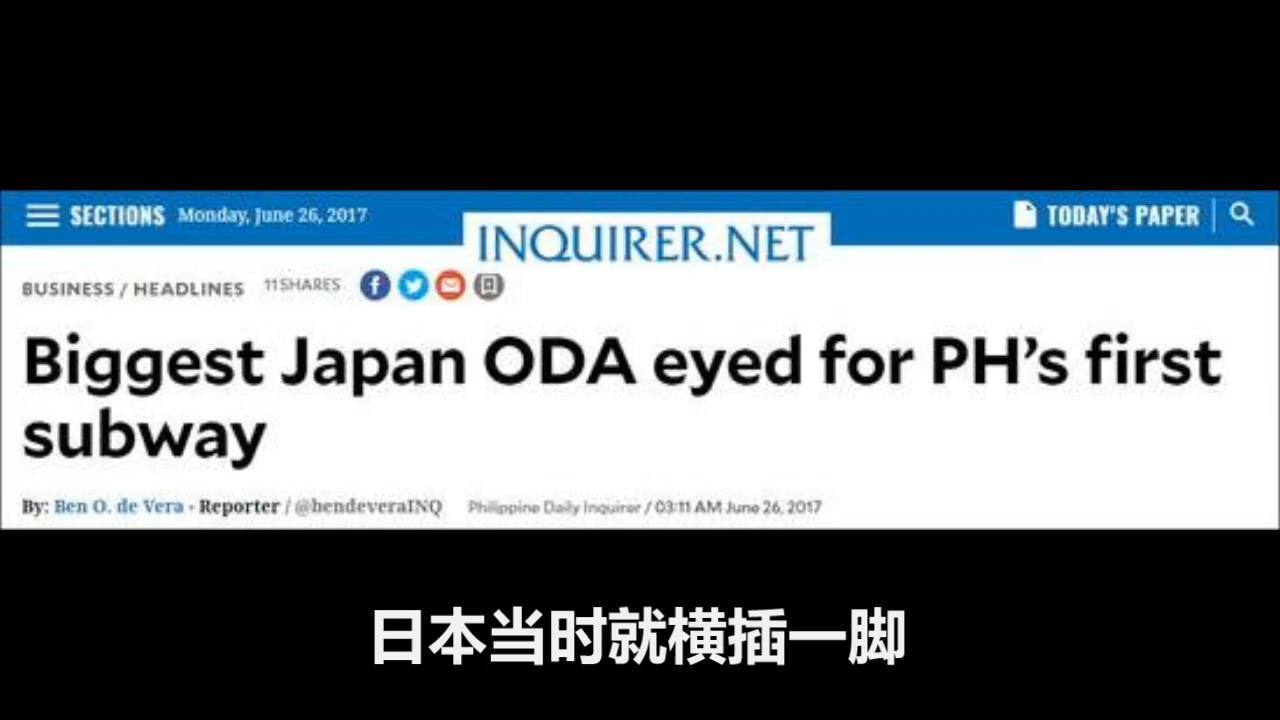 SECTIONS Monday, June 26, 2017
TODAY'S PAPER
INQUIRER.NET
BUSINESS / HEADLINES 11SHARES
Biggest Japan ODA eyed for PH's first
subway
By: Ben O. de Vera - Reporter / @bendeveraINQ Philippine Daily Inquirer / 03:11 AM June 26, 2017
日本当时就横插一脚